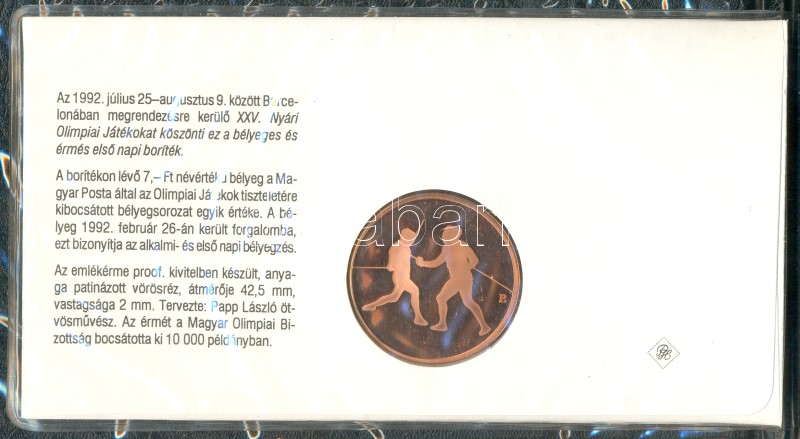 Az 1992. július 25–augusztus 9. között Barce-
lonában megrendezésre kerülő XXV. Nyári
Olimpiai Játékokat köszönti ez a bélyeges és
érmés első napi boríték.
A borítékon lévő 7,– Ft névértékű bélyeg a Ma-
gyar Posta által az Olimpiai Játékok tiszteletére
kibocsátott bélyegsorozat egyik értéke. A bé-
lyeg 1992. február 26-án került forgalomba,
ezt bizonyítja az alkalmi- és első napi bélyegzés.
Az emlékérme proof. kivitelben készült, anya-
ga patinázott vörösréz, átmérője 42,5 mm,
vastagsága 2 mm. Tervezte: Papp László öt-
vösművész. Az érmét a Magyar Olimpiai Bi-
zottság bocsátotta ki 10 000 példányban.
darabanth